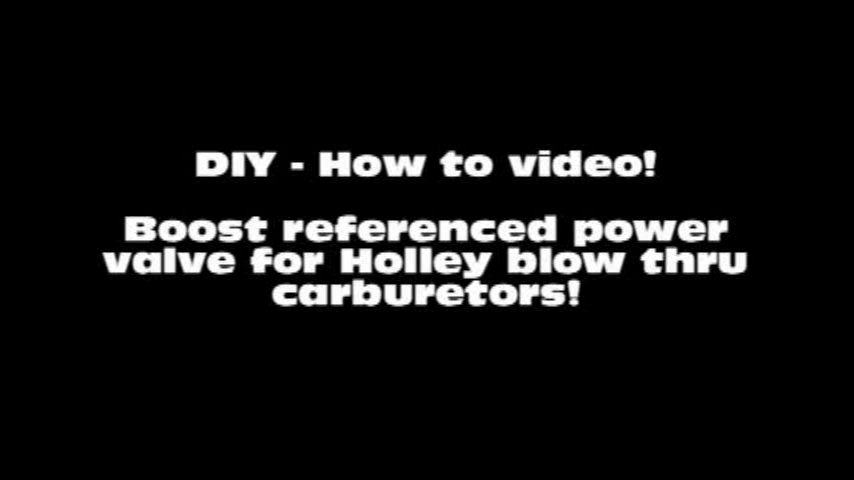 DIY - How to video!
Boost referenced power
valve for Holley blow thru
carburetors!